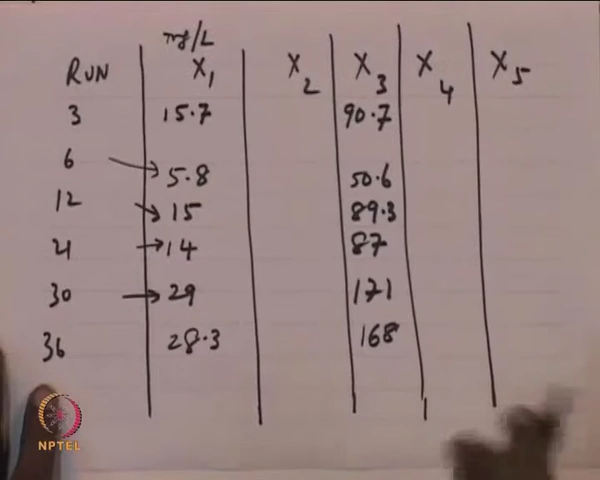 mg/L
RUN X₁ X₂ X₃ X₄ X₅
3 15.7 90.7
6 5.8 50.6
12 15 89.3
21 14 87
30 29 171
36 28.3 168
NPTEL